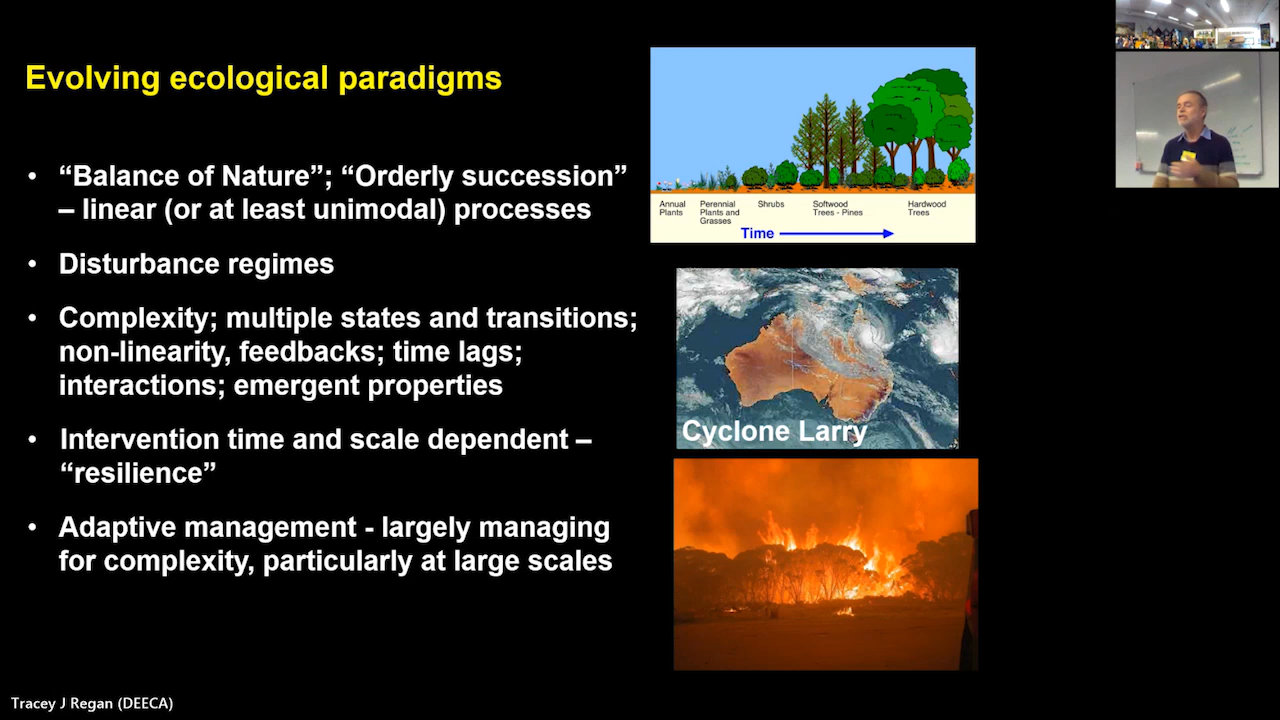 Evolving ecological paradigms
• “Balance of Nature”; “Orderly succession”
– linear (or at least unimodal) processes
• Disturbance regimes
• Complexity; multiple states and transitions;
non-linearity, feedbacks; time lags;
interactions; emergent properties
• Intervention time and scale dependent –
“resilience”
• Adaptive management - largely managing
for complexity, particularly at large scales
Annual
Plants
Perennial
Plants and
Grasses
Shrubs
Softwood
Trees - Pines
Hardwood
Trees
Time
Cyclone Larry
Tracey J Regan (DEECA)